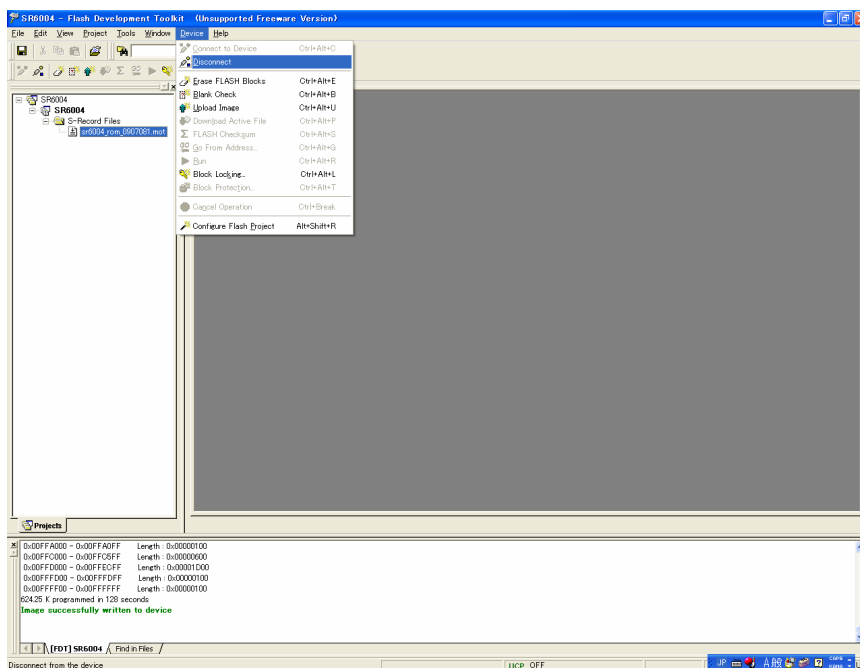 SR6004 - Flash Development Toolkit (Unsupported Freeware Version)
File Edit View Project Tools Window Device Help
Connect to Device Ctrl+Alt+C
Disconnect
Erase FLASH Blocks Ctrl+Alt+E
Blank Check Ctrl+Alt+B
Upload Image Ctrl+Alt+U
Download Active File Ctrl+Alt+P
FLASH Checksum Ctrl+Alt+S
Go From Address... Ctrl+Alt+G
Run Ctrl+Alt+R
Block Locking... Ctrl+Alt+L
Block Protection... Ctrl+Alt+T
Cancel Operation Ctrl+Break
Configure Flash Project Alt+Shift+R
SR6004
SR6004
S-Record Files
sr6004_rom_0907081.mot
Projects
0x00FFA000 - 0x00FFA0FF Length : 0x00000100
0x00FFC000 - 0x00FFC5FF Length : 0x00000600
0x00FFD000 - 0x00FFECFF Length : 0x00001D00
0x00FFFD00 - 0x00FFFDFF Length : 0x00000100
0x00FFFF00 - 0x00FFFFFF Length : 0x00000100
624.25 K programmed in 128 seconds
Image successfully written to device
[FDT] SR6004 Find in Files
Disconnect from the device
UCP OFF
JP A 般 CAPS KANA